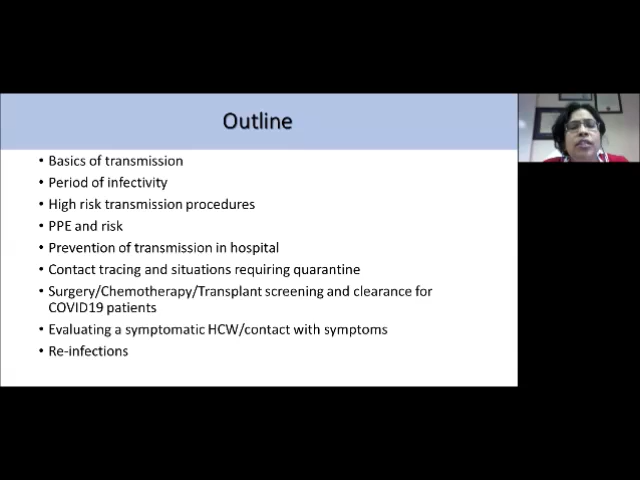 Outline
• Basics of transmission
• Period of infectivity
• High risk transmission procedures
• PPE and risk
• Prevention of transmission in hospital
• Contact tracing and situations requiring quarantine
• Surgery/Chemotherapy/Transplant screening and clearance for
COVID19 patients
• Evaluating a symptomatic HCW/contact with symptoms
• Re-infections